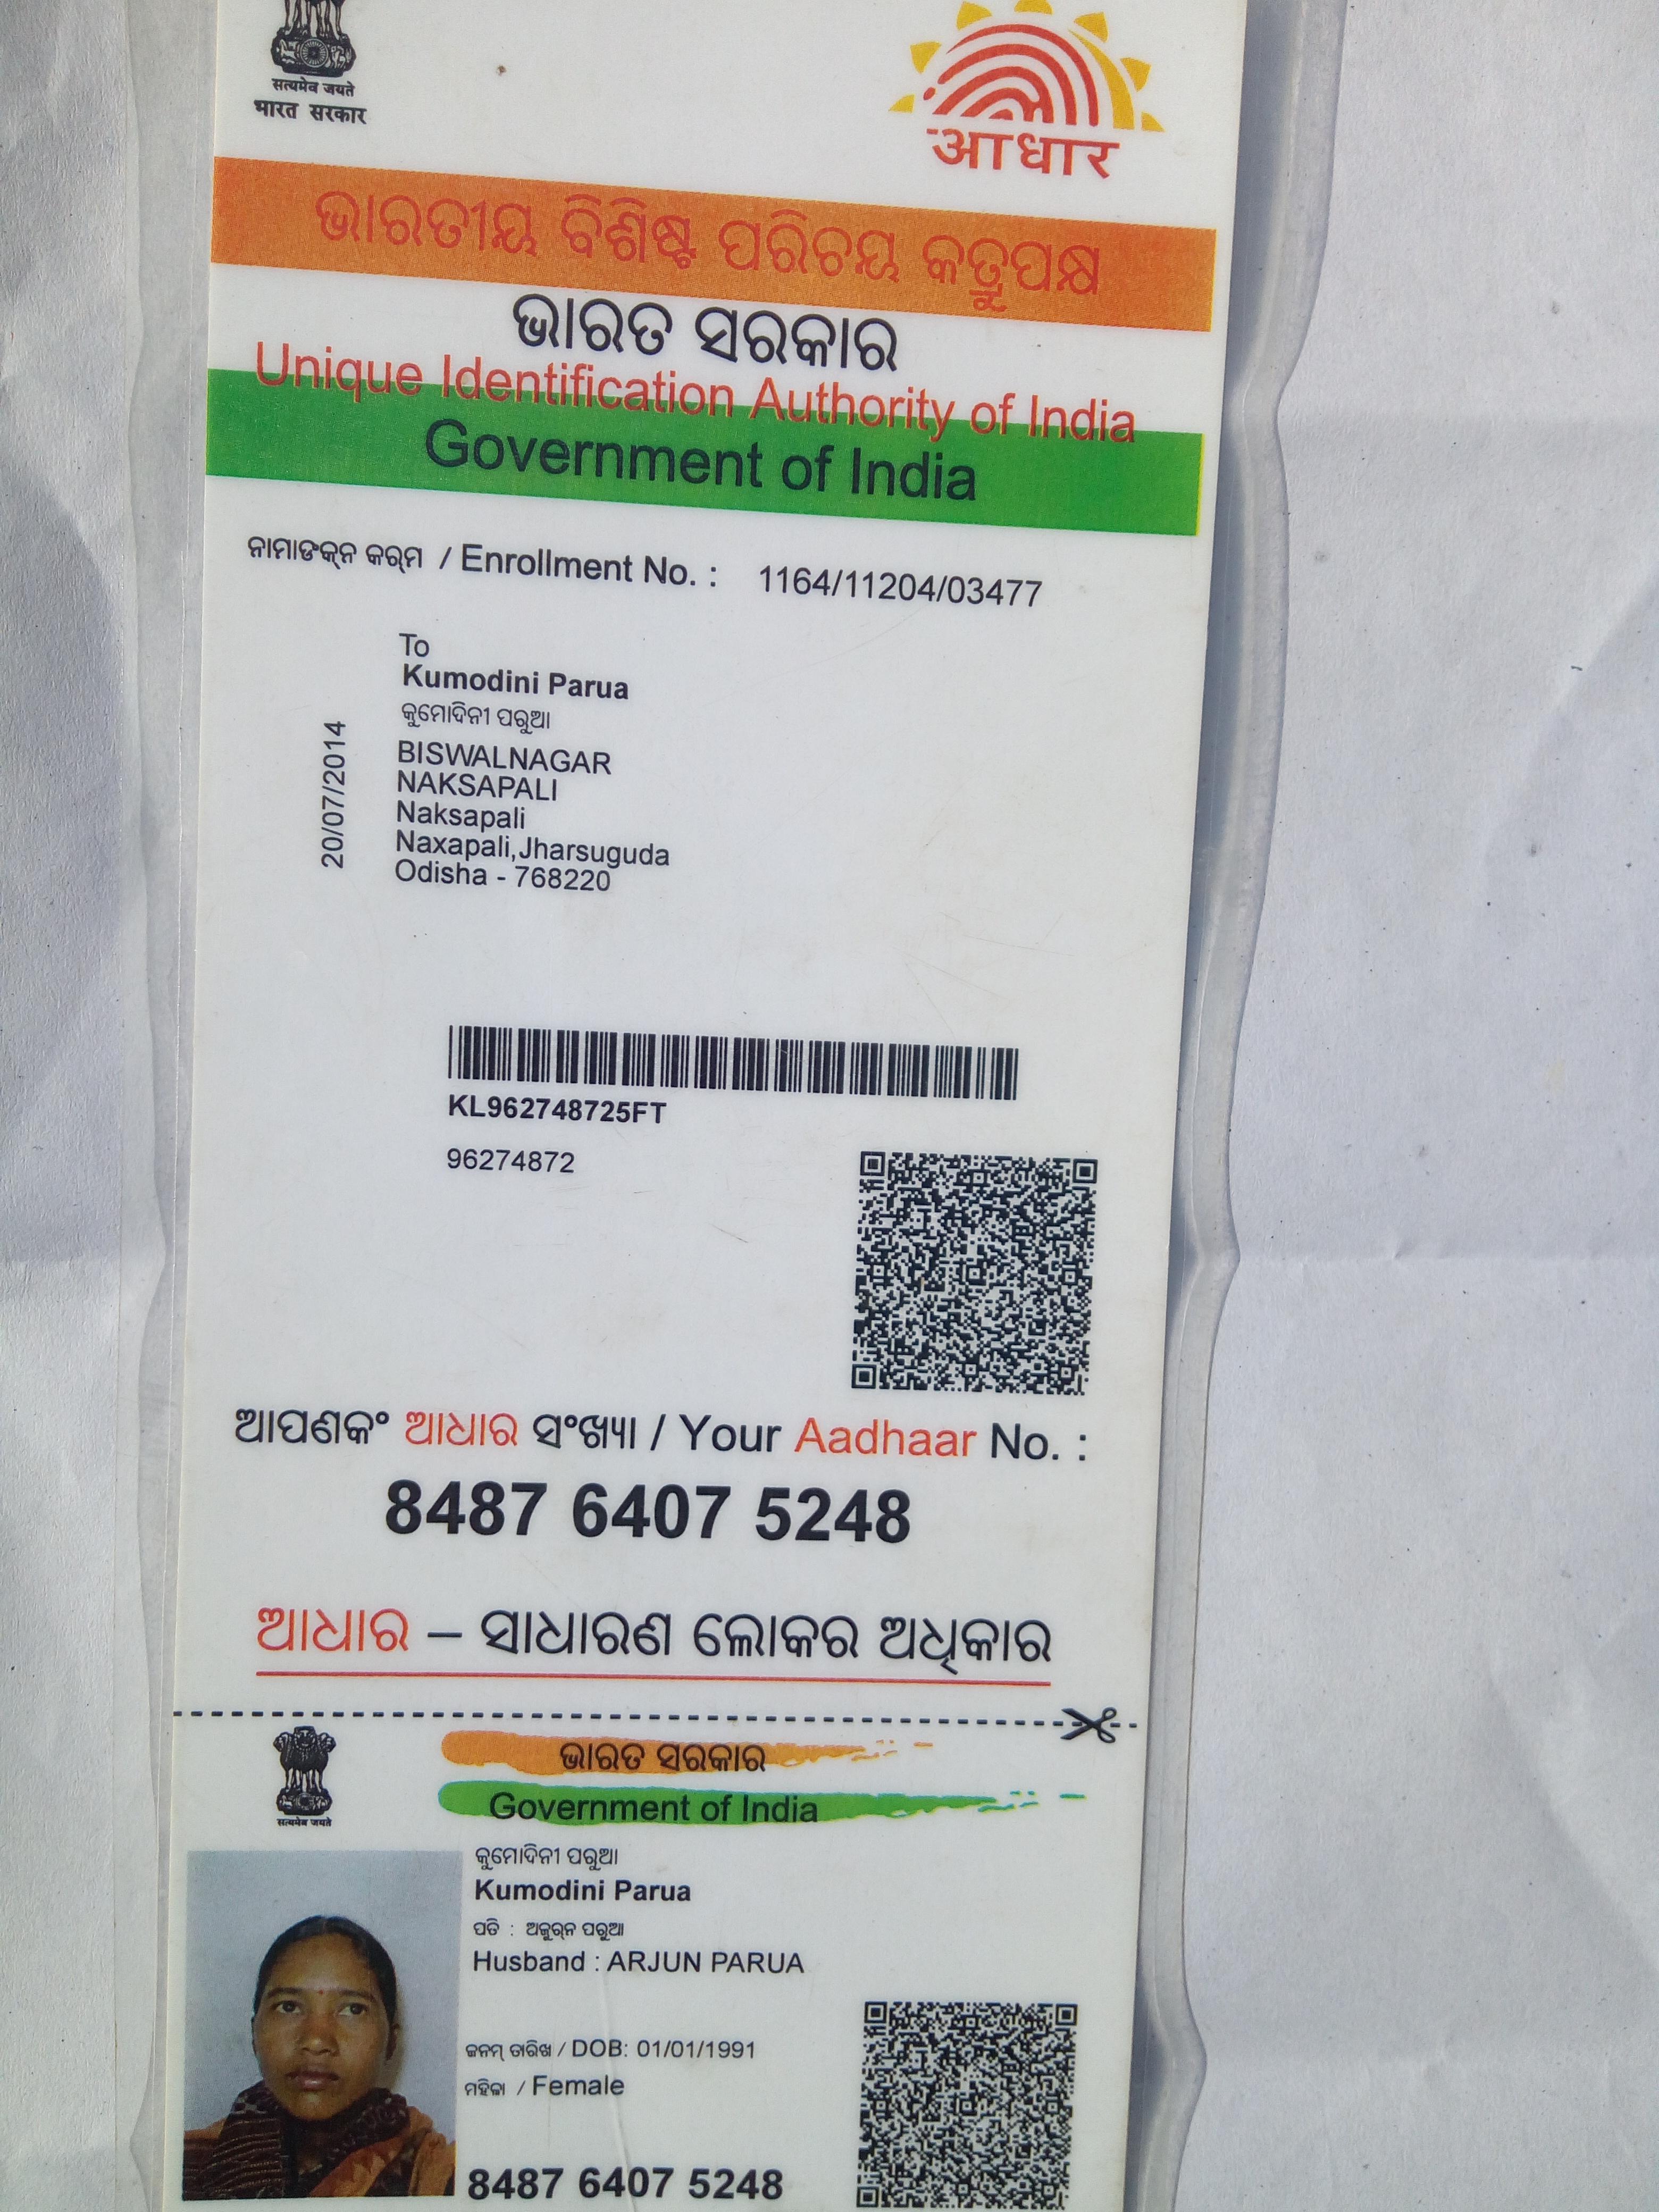 सत्यमेव जयते
भारत सरकार
आधार
ଭାରତୀୟ ବିଶିଷ୍ଟ ପରିଚୟ କତ୍ରୁପକ୍ଷ
ଭାରତ ସରକାର
Unique Identification Authority of India
Government of India
ନାମାଙ୍କନ କର୍ମ / Enrollment No. : 1164/11204/03477
To
Kumodini Parua
କୁମୋଦିନୀ ପରୁଆ
BISWALNAGAR
NAKSAPALI
Naksapali
Naxapali,Jharsuguda
Odisha - 768220
20/07/2014
KL962748725FT
96274872
ଆପଣକଂ ଆଧାର ସଂଖ୍ୟା / Your Aadhaar No. :
8487 6407 5248
ଆଧାର – ସାଧାରଣ ଲୋକର ଅଧିକାର
ଭାରତ ସରକାର
Government of India
सत्यमेव जयते
କୁମୋଦିନୀ ପରୁଆ
Kumodini Parua
ପତି : ଅର୍ଜୁନ ପରୁଆ
Husband : ARJUN PARUA
ଜନମ୍ ତାରିଖ / DOB: 01/01/1991
ମହିଳା / Female
8487 6407 5248